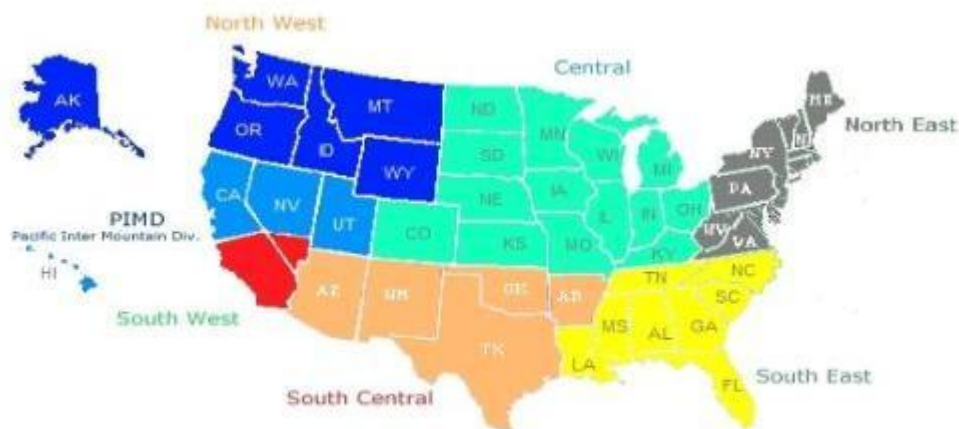 North West
Central
AK
WA
MT
ND
ME
North East
OR
MN
NY
ID
SD
WI
MI
WY
PA
CA
NV
NE
IA
OH
PIMD
UT
IL
IN
WV
Pacific Inter Mountain Div.
CO
KS
MO
VA
HI
KY
NC
TN
AZ
NM
OK
AR
SC
South West
MS
AL
GA
TX
LA
South Central
FL
South East